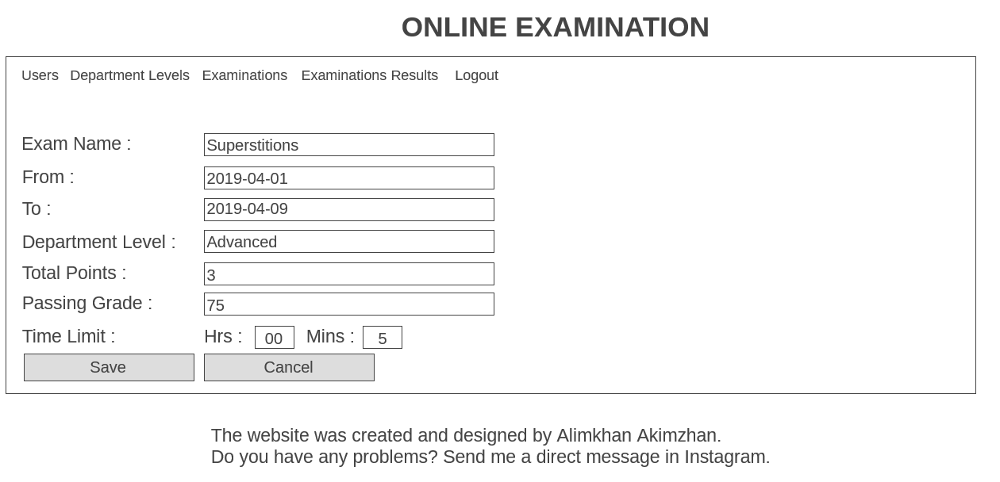 ONLINE EXAMINATION
Users Department Levels Examinations Examinations Results Logout
Exam Name : Superstitions
From : 2019-04-01
To : 2019-04-09
Department Level : Advanced
Total Points : 3
Passing Grade : 75
Time Limit : Hrs : 00 Mins : 5
Save Cancel
The website was created and designed by Alimkhan Akimzhan.
Do you have any problems? Send me a direct message in Instagram.